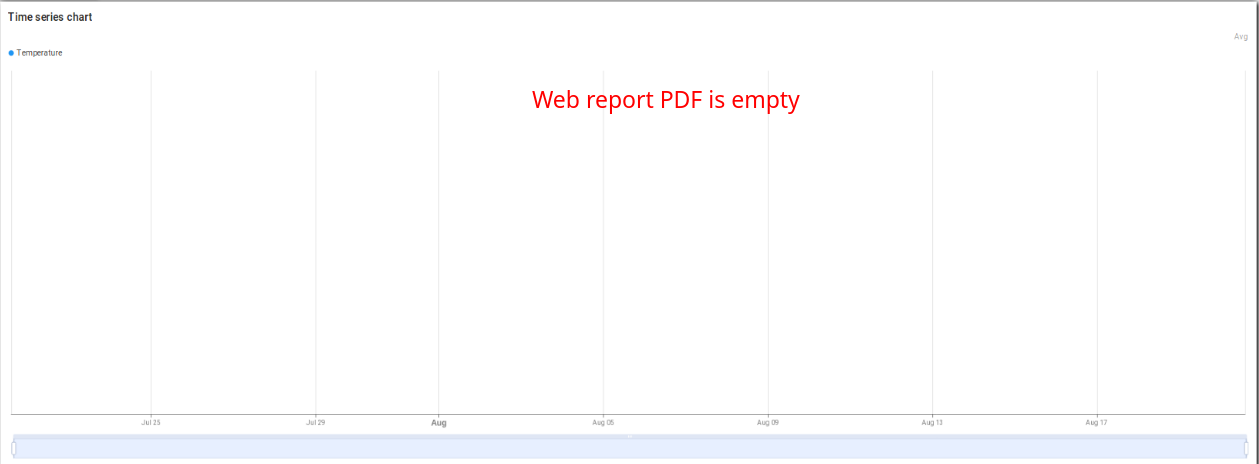 Time series chart
Avg
Temperature
Web report PDF is empty
Jul 25 Jul 29 Aug Aug 05 Aug 09 Aug 13 Aug 17